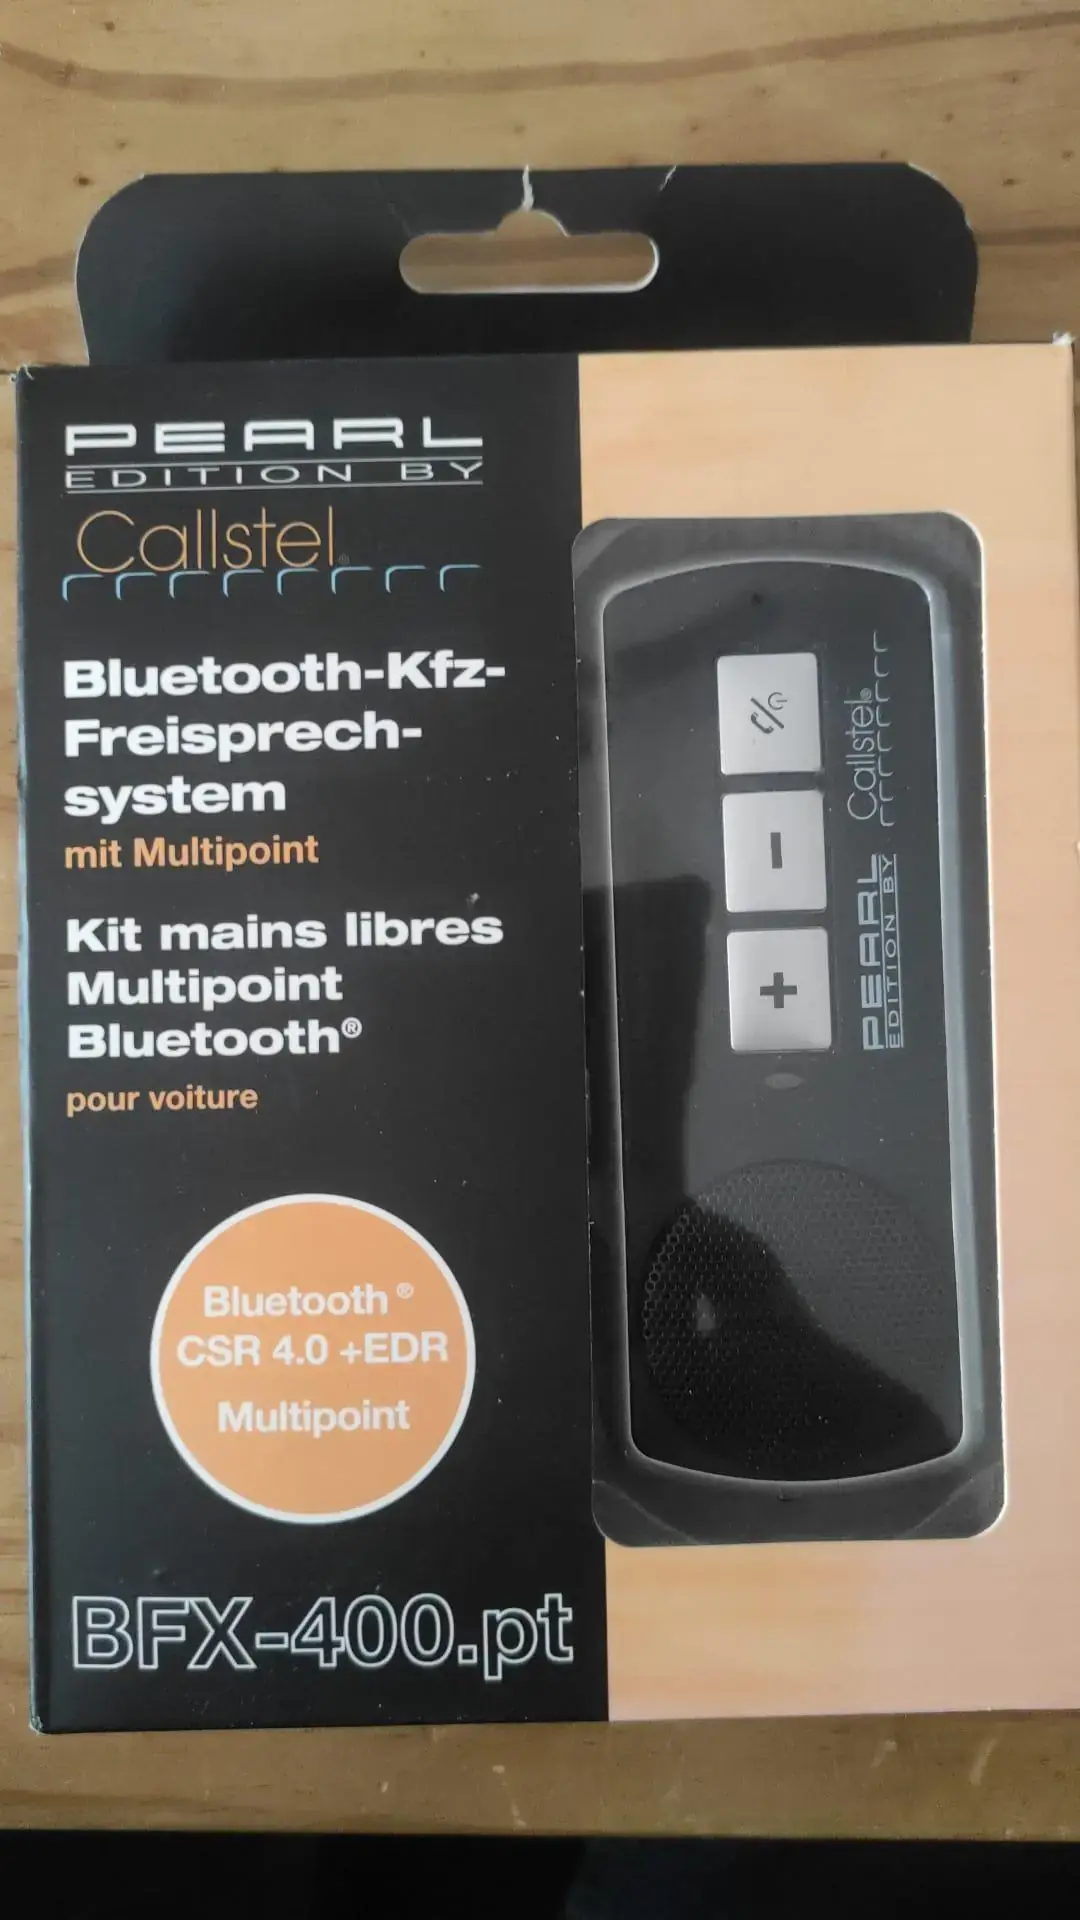 PEARL
EDITION BY
Callstel®
Bluetooth-Kfz-
Freisprech-
system
mit Multipoint
Kit mains libres
Multipoint
Bluetooth®
pour voiture
Bluetooth®
CSR 4.0 +EDR
Multipoint
BFX-400.pt
-
+
PEARL
EDITION BY
Callstel®